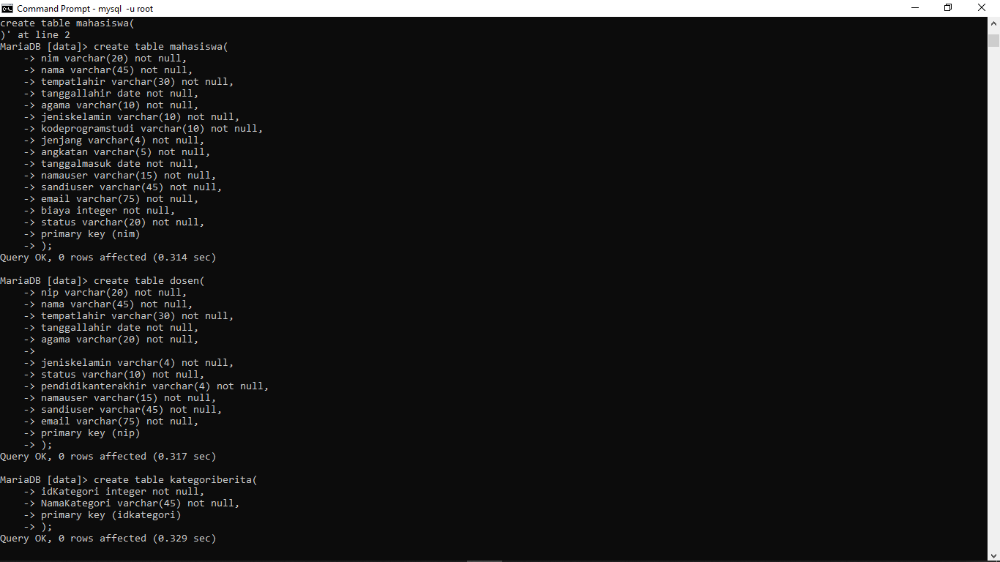 Command Prompt - mysql  -u root
create table mahasiswa(
)' at line 2
MariaDB [data]> create table mahasiswa(
    -> nim varchar(20) not null,
    -> nama varchar(45) not null,
    -> tempatlahir varchar(30) not null,
    -> tanggallahir date not null,
    -> agama varchar(10) not null,
    -> jeniskelamin varchar(10) not null,
    -> kodeprogramstudi varchar(10) not null,
    -> jenjang varchar(4) not null,
    -> angkatan varchar(5) not null,
    -> tanggalmasuk date not null,
    -> namauser varchar(15) not null,
    -> sandiuser varchar(45) not null,
    -> email varchar(75) not null,
    -> biaya integer not null,
    -> status varchar(20) not null,
    -> primary key (nim)
    -> );
Query OK, 0 rows affected (0.314 sec)

MariaDB [data]> create table dosen(
    -> nip varchar(20) not null,
    -> nama varchar(45) not null,
    -> tempatlahir varchar(30) not null,
    -> tanggallahir date not null,
    -> agama varchar(20) not null,
    ->
    -> jeniskelamin varchar(4) not null,
    -> status varchar(10) not null,
    -> pendidikanterakhir varchar(4) not null,
    -> namauser varchar(15) not null,
    -> sandiuser varchar(45) not null,
    -> email varchar(75) not null,
    -> primary key (nip)
    -> );
Query OK, 0 rows affected (0.317 sec)

MariaDB [data]> create table kategoriberita(
    -> idKategori integer not null,
    -> NamaKategori varchar(45) not null,
    -> primary key (idkategori)
    -> );
Query OK, 0 rows affected (0.329 sec)